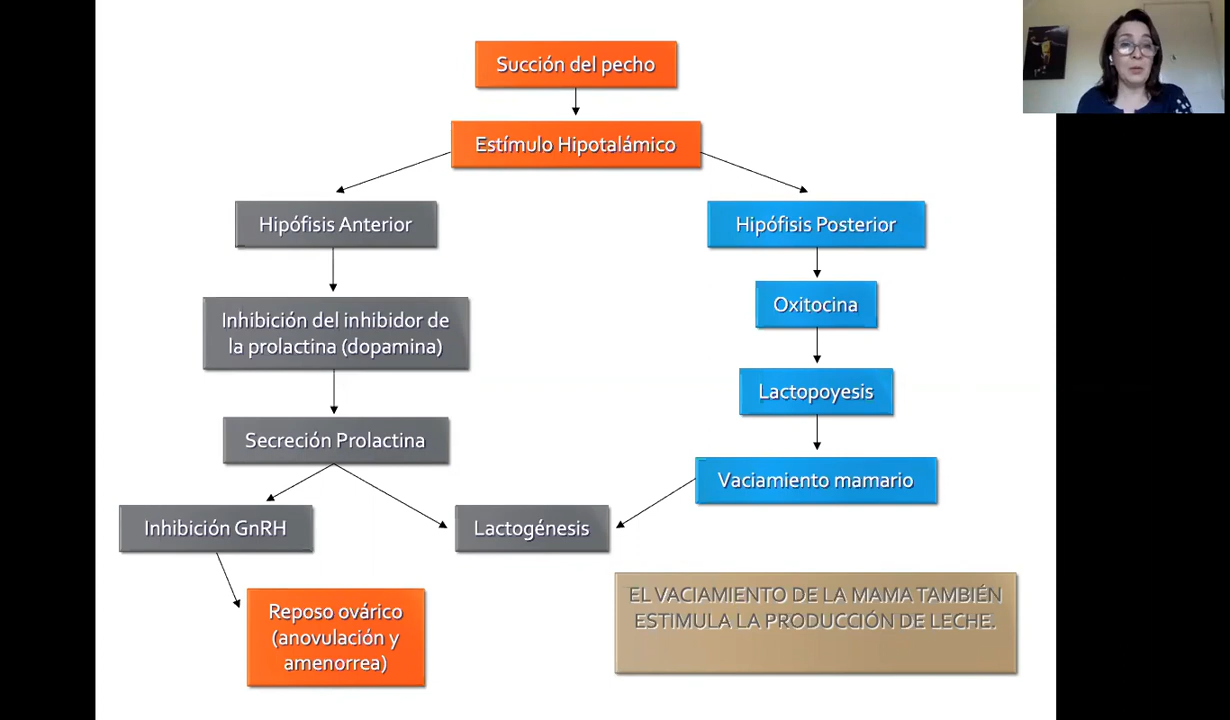 Succión del pecho
Estímulo Hipotalámico
Hipófisis Anterior
Hipófisis Posterior
Inhibición del inhibidor de
la prolactina (dopamina)
Oxitocina
Lactopoyesis
Secreción Prolactina
Vaciamiento mamario
Inhibición GnRH
Lactogénesis
Reposo ovárico
(anovulación y
amenorrea)
EL VACIAMIENTO DE LA MAMA TAMBIÉN
ESTIMULA LA PRODUCCIÓN DE LECHE.